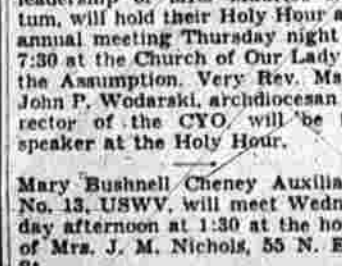 tum, will hold their Holy Hour a
annual meeting Thursday night
7:30 at the Church of Our Lady
the Assumption. Very Rev. Ms
John P. Wodarski, archdiocesan
rector of the CYO will be
speaker at the Holy Hour.
Mary Bushnell Cheney Auxilia
No. 13, USWV, will meet Wedn
day afternoon at 1:30 at the ho
of Mrs. J. M. Nichols, 55 N. E